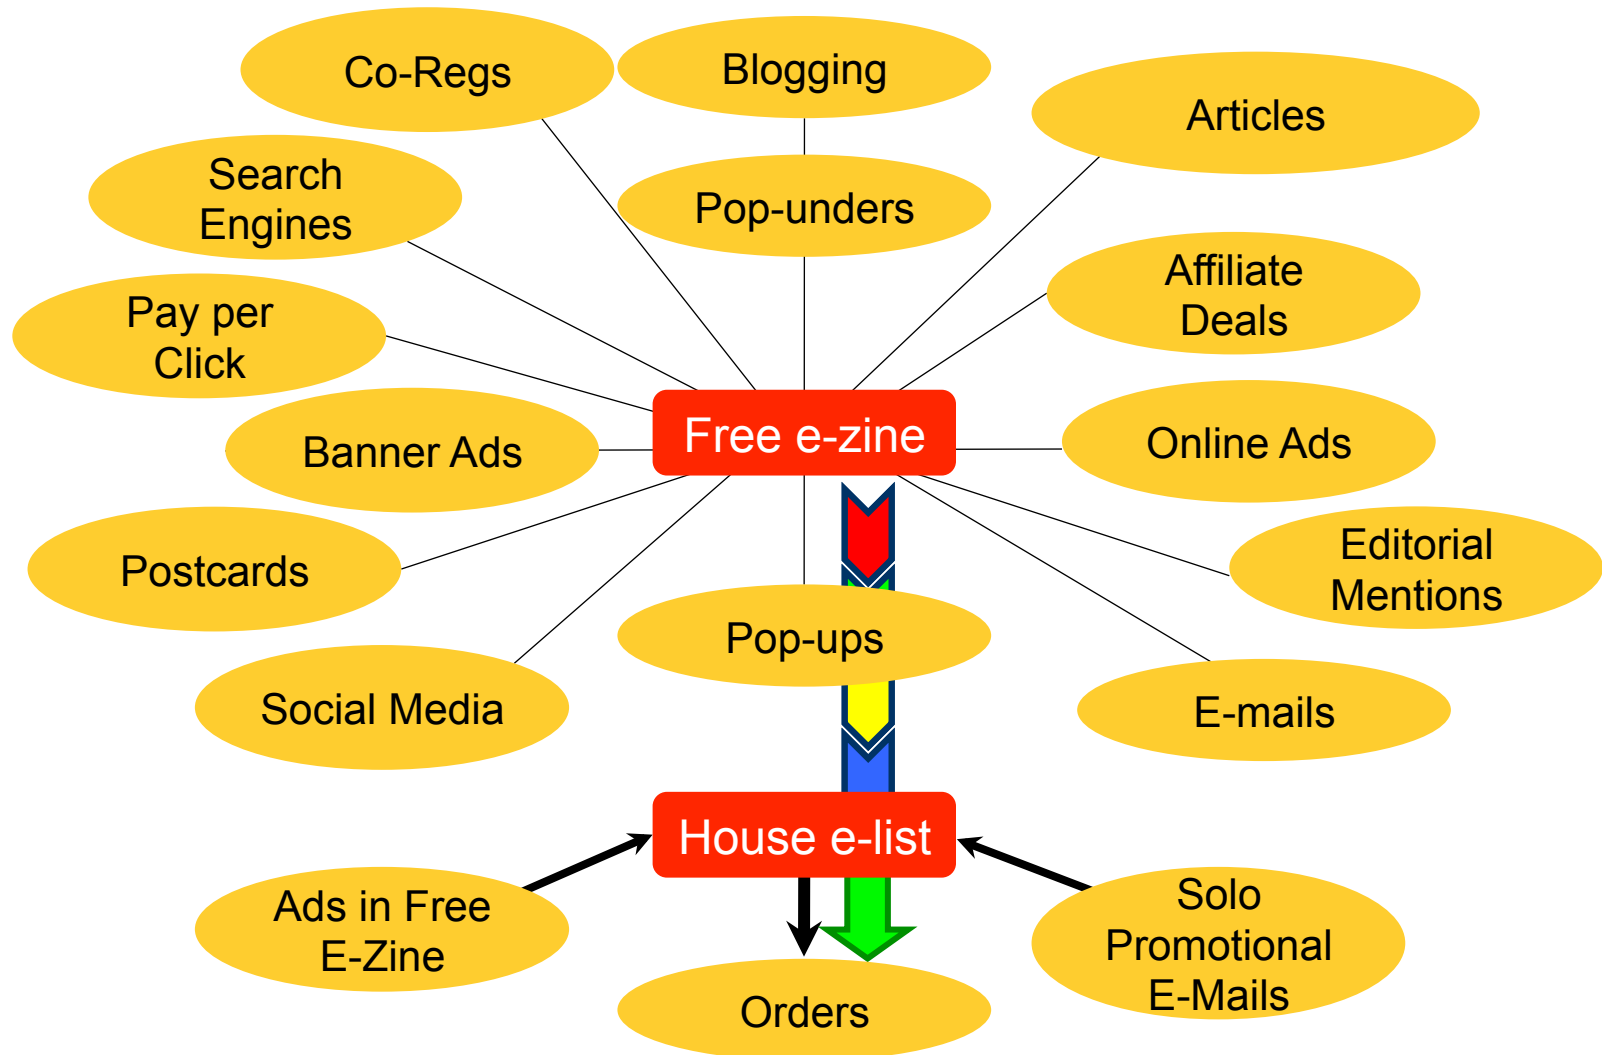 Co-Regs
Blogging
Articles
Search
Engines
Pop-unders
Affiliate
Deals
Pay per
Click
Free e-zine
Banner Ads
Online Ads
Postcards
Editorial
Mentions
Pop-ups
Social Media
E-mails
House e-list
Ads in Free
E-Zine
Solo
Promotional
E-Mails
Orders